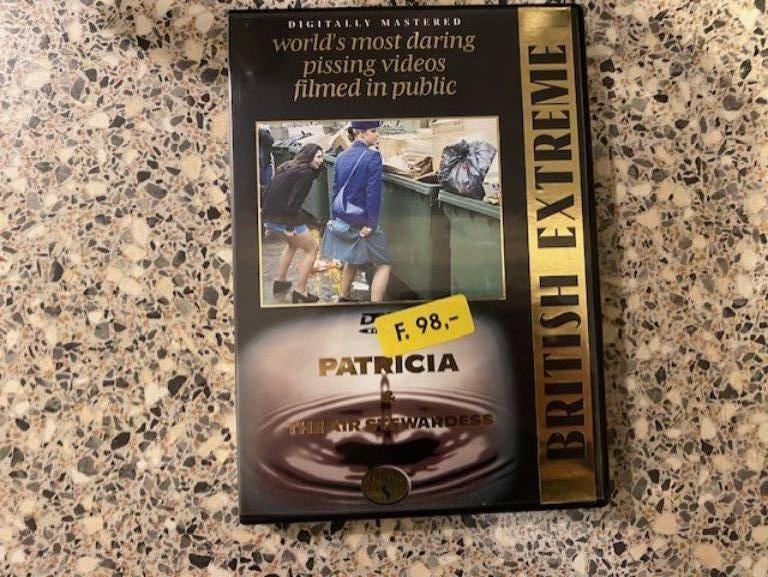 DIGITALLY MASTERED
world's most daring
pissing videos
filmed in public
BRITISH EXTREME
F. 98,-
PATRICIA
&
THE AIR STEWARDESS